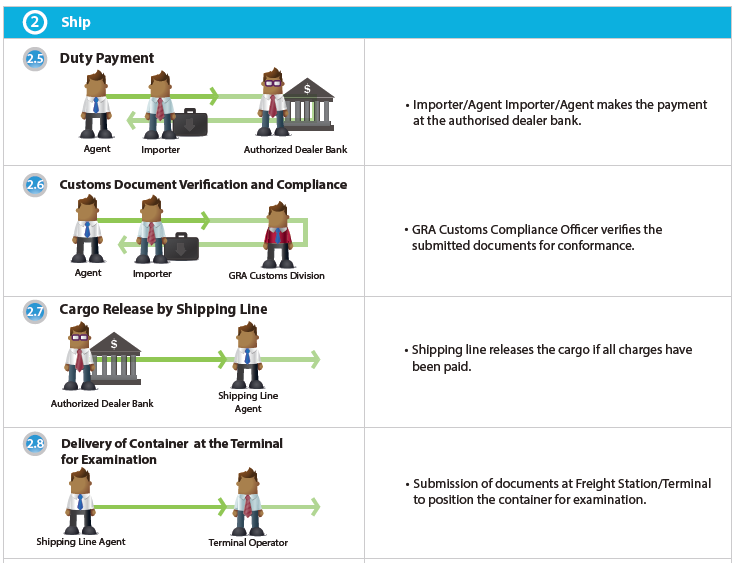 2 Ship
2.5 Duty Payment
$
Agent
Importer
Authorized Dealer Bank
• Importer/Agent Importer/Agent makes the payment
at the authorised dealer bank.
2.6 Customs Document Verification and Compliance
Agent
Importer
GRA Customs Division
• GRA Customs Compliance Officer verifies the
submitted documents for conformance.
2.7 Cargo Release by Shipping Line
$
Authorized Dealer Bank
Shipping Line
Agent
• Shipping line releases the cargo if all charges have
been paid.
2.8 Delivery of Container at the Terminal
for Examination
Shipping Line Agent
Terminal Operator
• Submission of documents at Freight Station/Terminal
to position the container for examination.